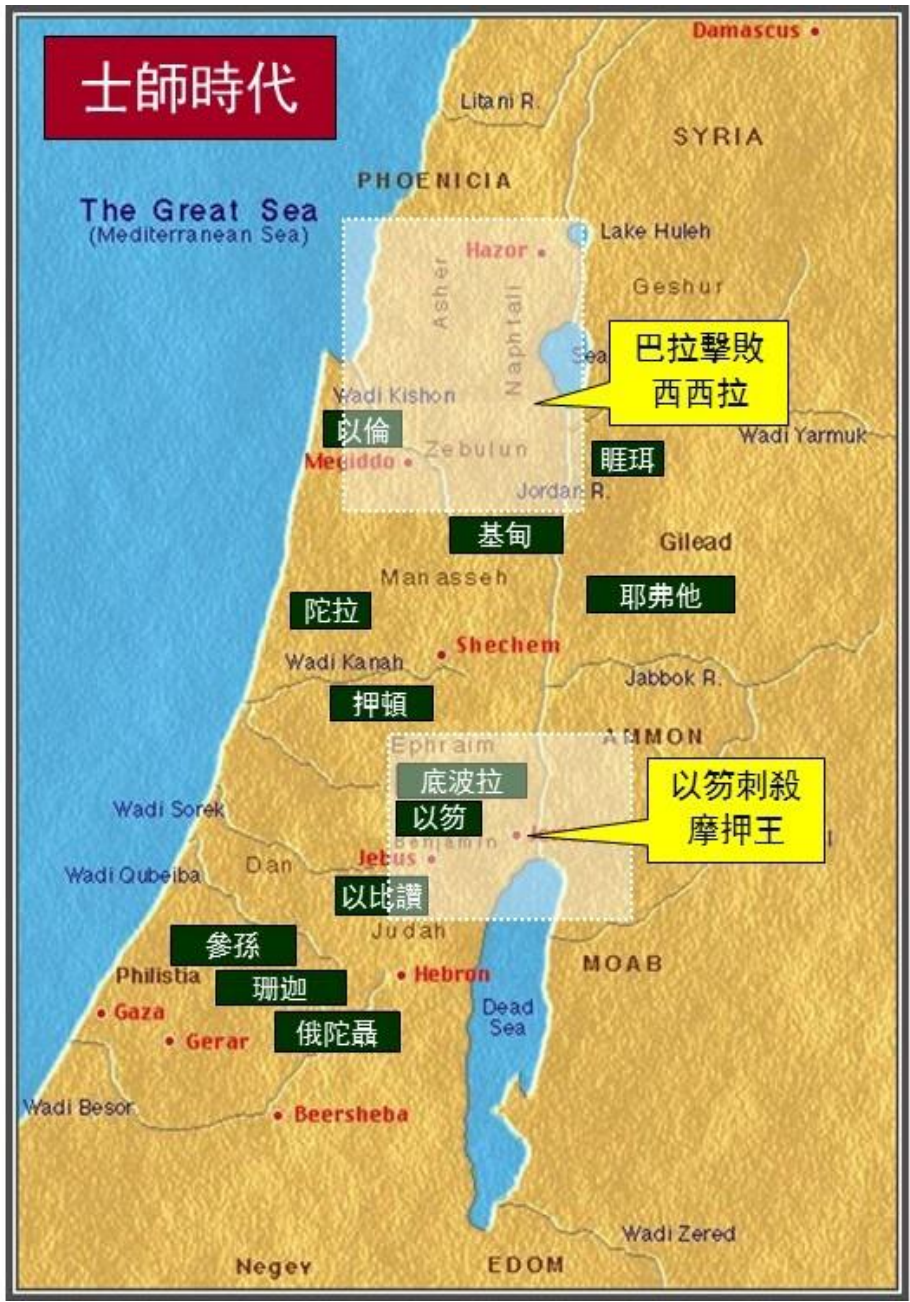 士師時代
Damascus
Litani R.
SYRIA
PHOENICIA
The Great Sea
(Mediterranean Sea)
Lake Huleh
Hazor
Asher
Naphtali
Geshur
Sea
巴拉擊敗
西西拉
Wadi Kishon
以倫
Megiddo
Zebulun
睚珥
Wadi Yarmuk
Jordan R.
基甸
Gilead
Manasseh
耶弗他
陀拉
Shechem
Wadi Kanah
Jabbok R.
押頓
Ephraim
AMMON
底波拉
以笏刺殺
摩押王
以笏
Benjamin
Wadi Sorek
Jebus
Dan
Wadi Qubeiba
以比讚
Judah
參孫
Philistia
珊迦
Hebron
MOAB
Gaza
Gerar
俄陀聶
Dead
Sea
Wadi Besor
Beersheba
Wadi Zered
Negev
EDOM